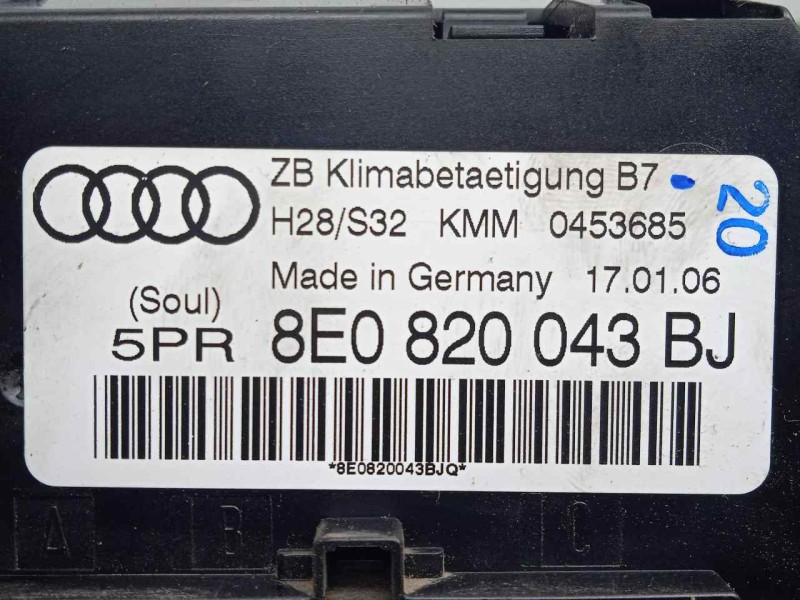 ZB Klimabetaetigung B7
H28/S32 KMM 0453685
20
Made in Germany 17.01.06
(Soul)
5PR 8E0 820 043 BJ
*8E0820043BJQ*
A B C